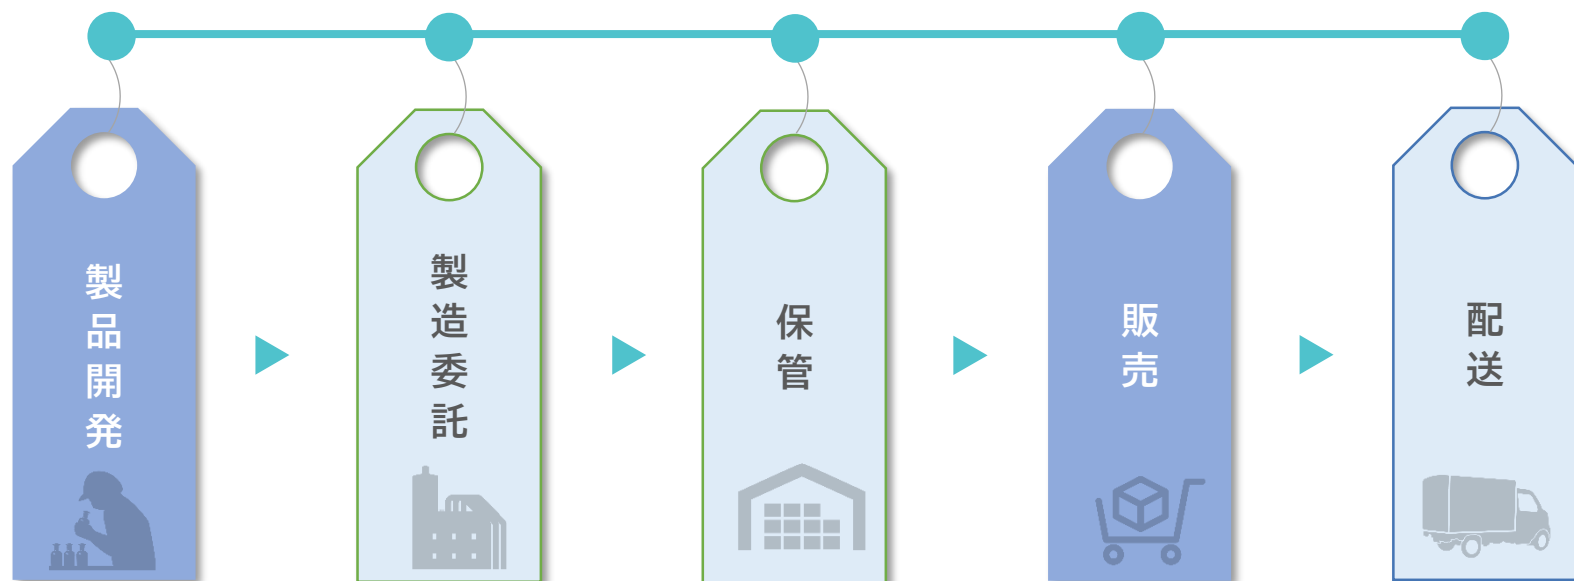 製品開発
製造委託
保管
販売
配送